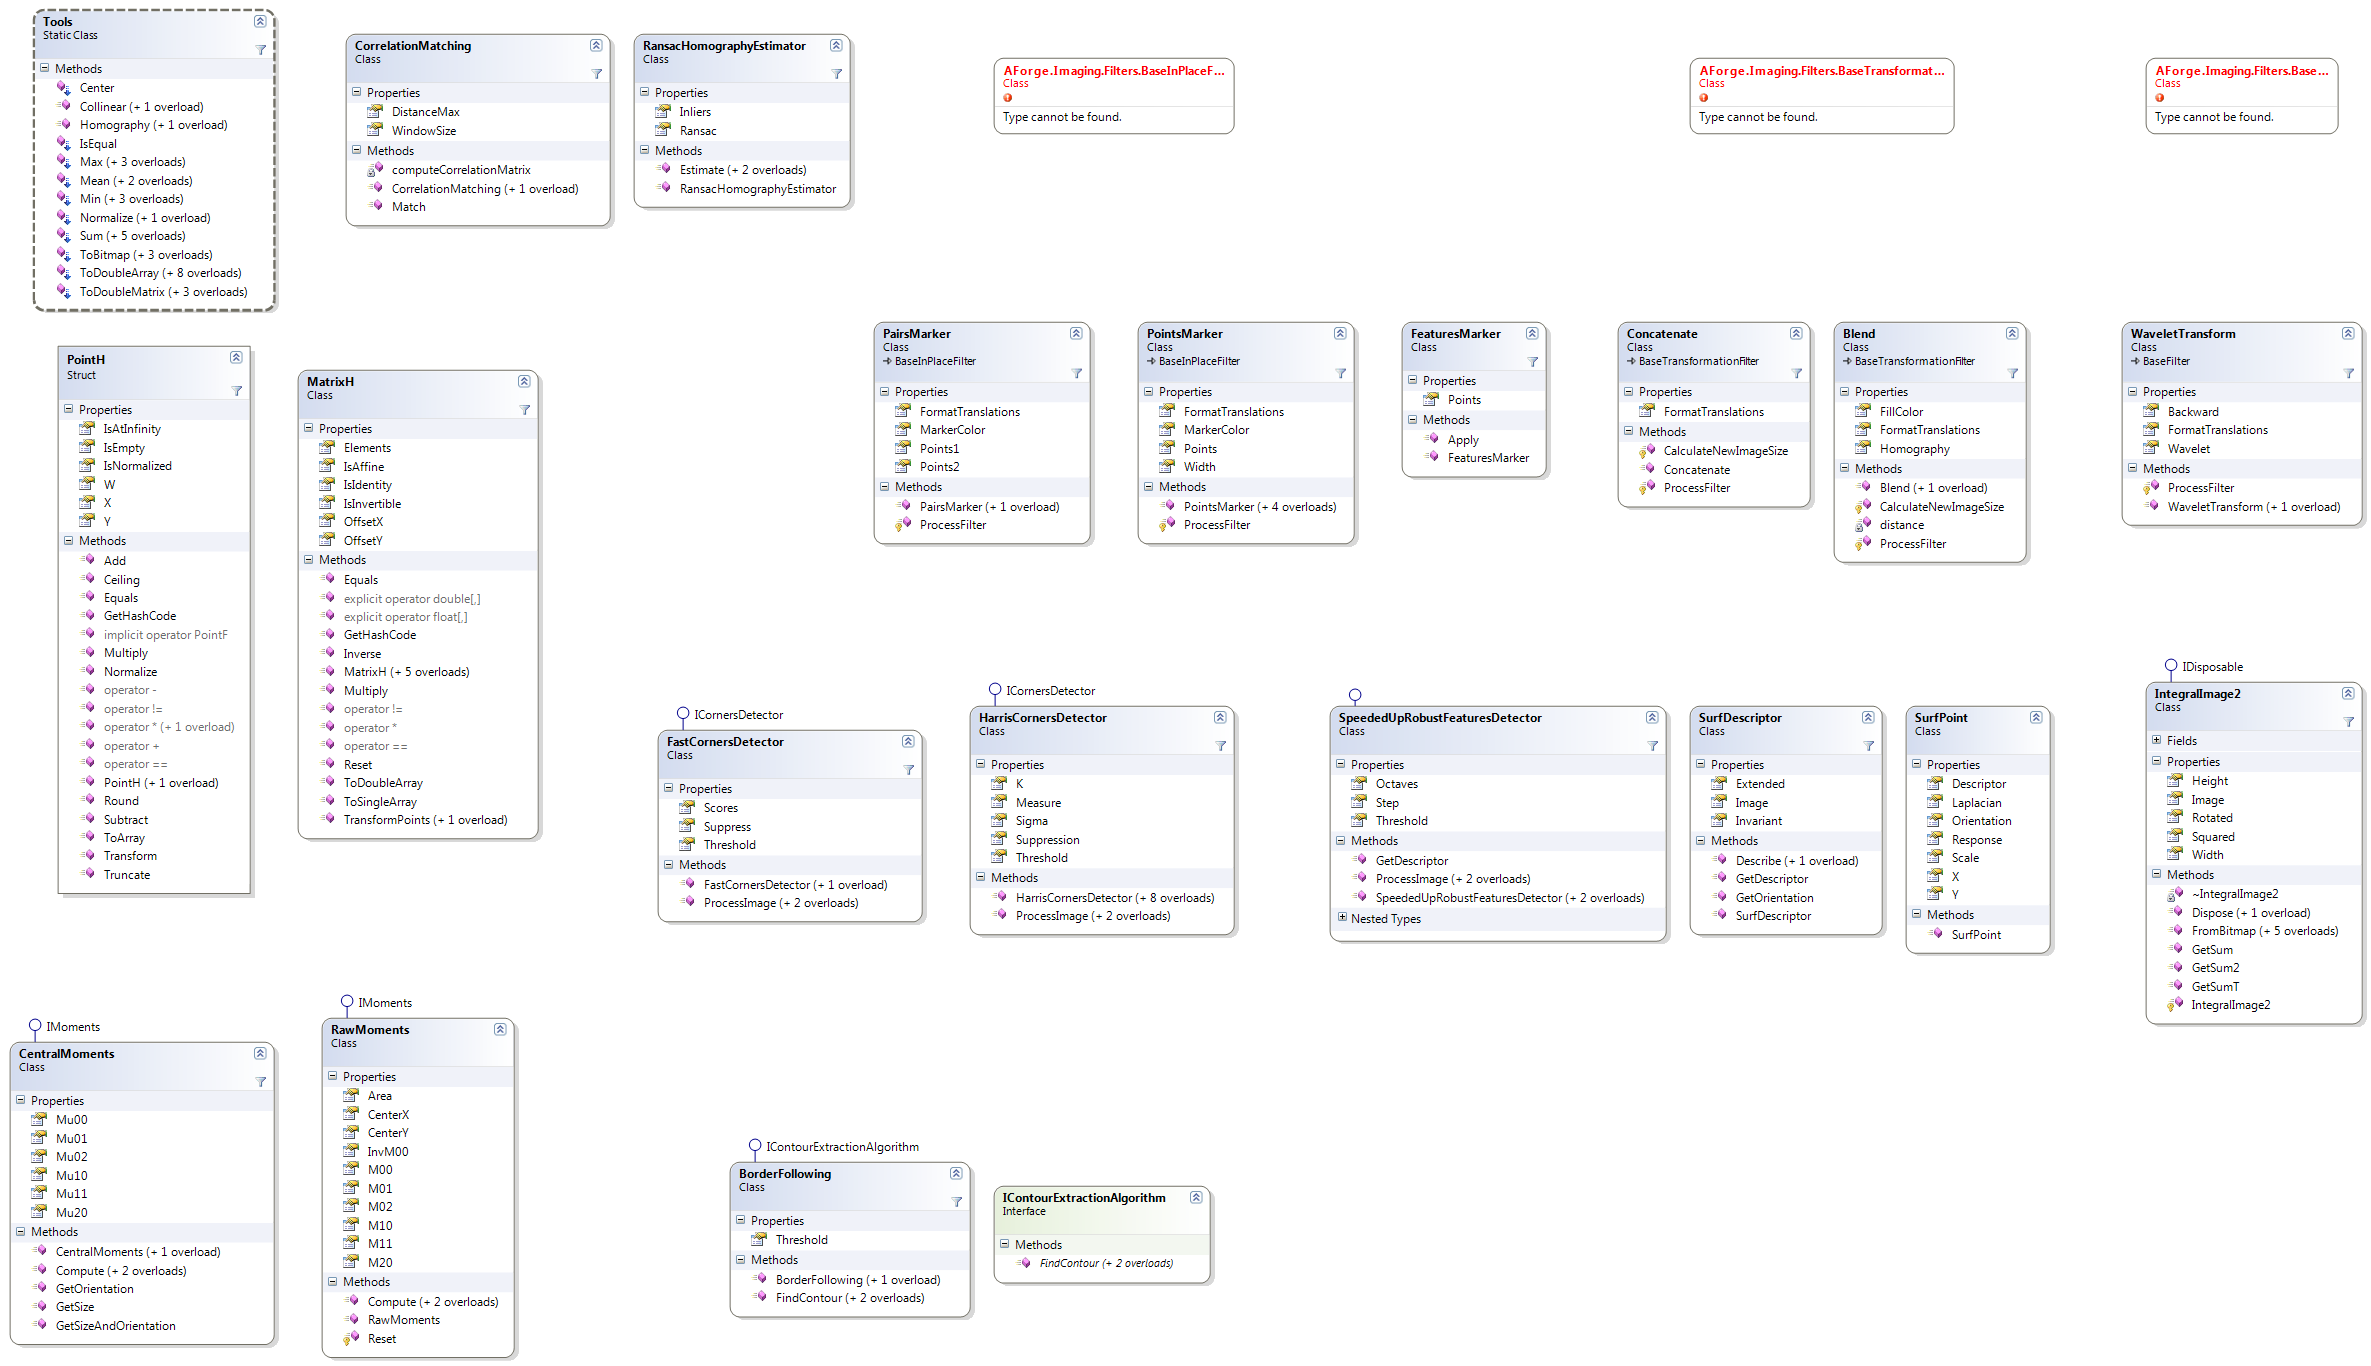 Tools
Static Class
Methods
Center
Collinear (+ 1 overload)
Homography (+ 1 overload)
IsEqual
Max (+ 3 overloads)
Mean (+ 2 overloads)
Min (+ 3 overloads)
Normalize (+ 1 overload)
Sum (+ 5 overloads)
ToBitmap (+ 3 overloads)
ToDoubleArray (+ 8 overloads)
ToDoubleMatrix (+ 3 overloads)
CorrelationMatching
Class
Properties
DistanceMax
WindowSize
Methods
computeCorrelationMatrix
CorrelationMatching (+ 1 overload)
Match
RansacHomographyEstimator
Class
Properties
Inliers
Ransac
Methods
Estimate (+ 2 overloads)
RansacHomographyEstimator
AForge.Imaging.Filters.BaseInPlaceF...
Class
Type cannot be found.
AForge.Imaging.Filters.BaseTransformat...
Class
Type cannot be found.
AForge.Imaging.Filters.Base...
Class
Type cannot be found.
PointH
Struct
Properties
IsAtInfinity
IsEmpty
IsNormalized
W
X
Y
Methods
Add
Ceiling
Equals
GetHashCode
implicit operator PointF
Multiply
Normalize
operator -
operator !=
operator * (+ 1 overload)
operator +
operator ==
PointH (+ 1 overload)
Round
Subtract
ToArray
Transform
Truncate
MatrixH
Class
Properties
Elements
IsAffine
IsIdentity
IsInvertible
OffsetX
OffsetY
Methods
Equals
explicit operator double[,]
explicit operator float[,]
GetHashCode
Inverse
MatrixH (+ 5 overloads)
Multiply
operator !=
operator *
operator ==
Reset
ToDoubleArray
ToSingleArray
TransformPoints (+ 1 overload)
PairsMarker
Class
BaseInPlaceFilter
Properties
FormatTranslations
MarkerColor
Points1
Points2
Methods
PairsMarker (+ 1 overload)
ProcessFilter
PointsMarker
Class
BaseInPlaceFilter
Properties
FormatTranslations
MarkerColor
Points
Width
Methods
PointsMarker (+ 4 overloads)
ProcessFilter
FeaturesMarker
Class
Properties
Points
Methods
Apply
FeaturesMarker
Concatenate
Class
BaseTransformationFilter
Properties
FormatTranslations
Methods
CalculateNewImageSize
Concatenate
ProcessFilter
Blend
Class
BaseTransformationFilter
Properties
FillColor
FormatTranslations
Homography
Methods
Blend (+ 1 overload)
CalculateNewImageSize
distance
ProcessFilter
WaveletTransform
Class
BaseFilter
Properties
Backward
FormatTranslations
Wavelet
Methods
ProcessFilter
WaveletTransform (+ 1 overload)
ICornersDetector
FastCornersDetector
Class
Properties
Scores
Suppress
Threshold
Methods
FastCornersDetector (+ 1 overload)
ProcessImage (+ 2 overloads)
ICornersDetector
HarrisCornersDetector
Class
Properties
K
Measure
Sigma
Suppression
Threshold
Methods
HarrisCornersDetector (+ 8 overloads)
ProcessImage (+ 2 overloads)
SpeededUpRobustFeaturesDetector
Class
Properties
Octaves
Step
Threshold
Methods
GetDescriptor
ProcessImage (+ 2 overloads)
SpeededUpRobustFeaturesDetector (+ 2 overloads)
Nested Types
SurfDescriptor
Class
Properties
Extended
Image
Invariant
Methods
Describe (+ 1 overload)
GetDescriptor
GetOrientation
SurfDescriptor
SurfPoint
Class
Properties
Descriptor
Laplacian
Orientation
Response
Scale
X
Y
Methods
SurfPoint
IDisposable
IntegralImage2
Class
Fields
Properties
Height
Image
Rotated
Squared
Width
Methods
~IntegralImage2
Dispose (+ 1 overload)
FromBitmap (+ 5 overloads)
GetSum
GetSum2
GetSumT
IntegralImage2
IMoments
CentralMoments
Class
Properties
Mu00
Mu01
Mu02
Mu10
Mu11
Mu20
Methods
CentralMoments (+ 1 overload)
Compute (+ 2 overloads)
GetOrientation
GetSize
GetSizeAndOrientation
IMoments
RawMoments
Class
Properties
Area
CenterX
CenterY
InvM00
M00
M01
M02
M10
M11
M20
Methods
Compute (+ 2 overloads)
RawMoments
Reset
IContourExtractionAlgorithm
BorderFollowing
Class
Properties
Threshold
Methods
BorderFollowing (+ 1 overload)
FindContour (+ 2 overloads)
IContourExtractionAlgorithm
Interface
Methods
FindContour (+ 2 overloads)